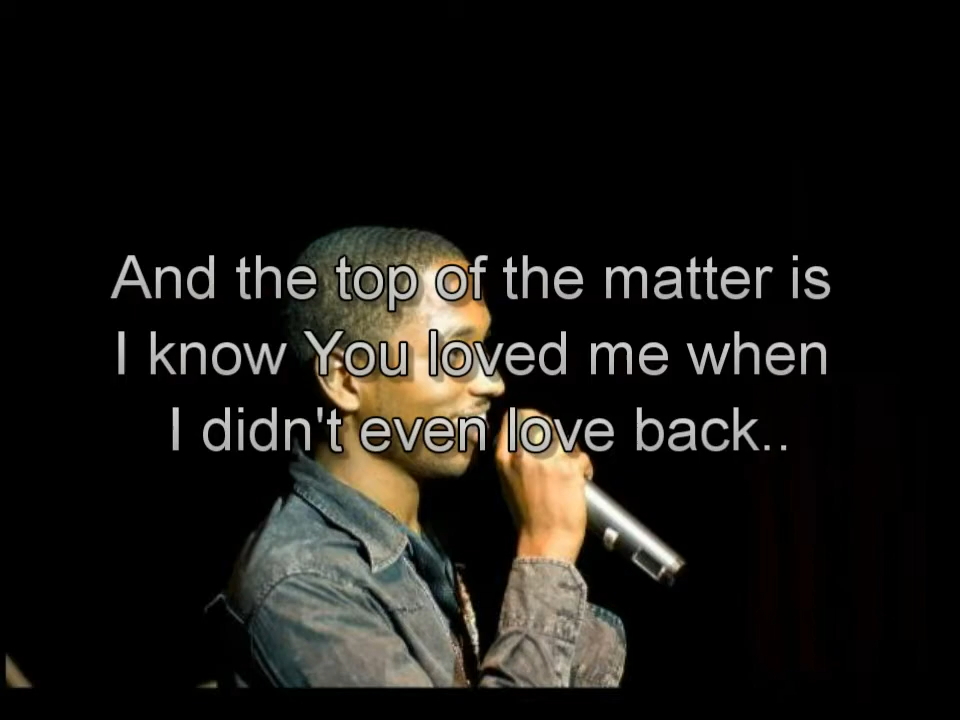 And the top of the matter is
I know You loved me when
I didn't even love back..